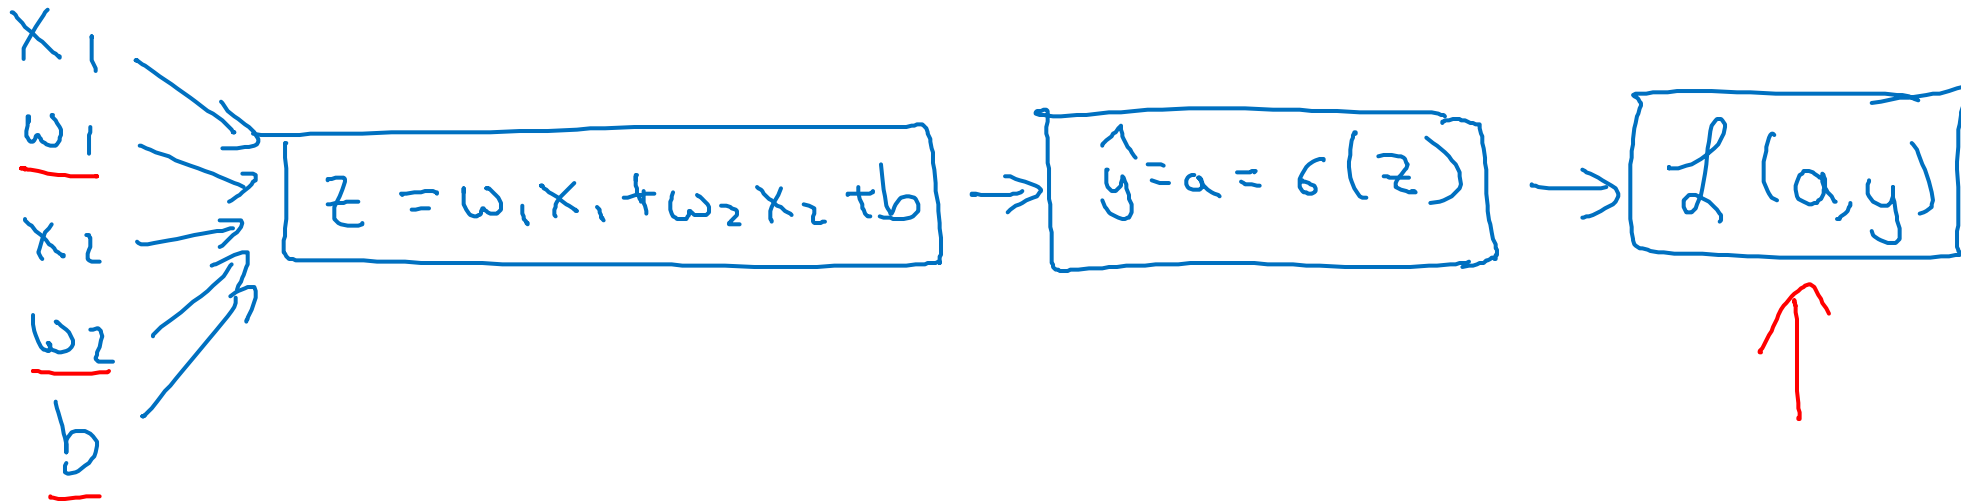 x₁
w₁
x₂
w₂
b
z = w₁x₁ + w₂x₂ + b
ŷ = a = σ(z)
ℒ(a, y)